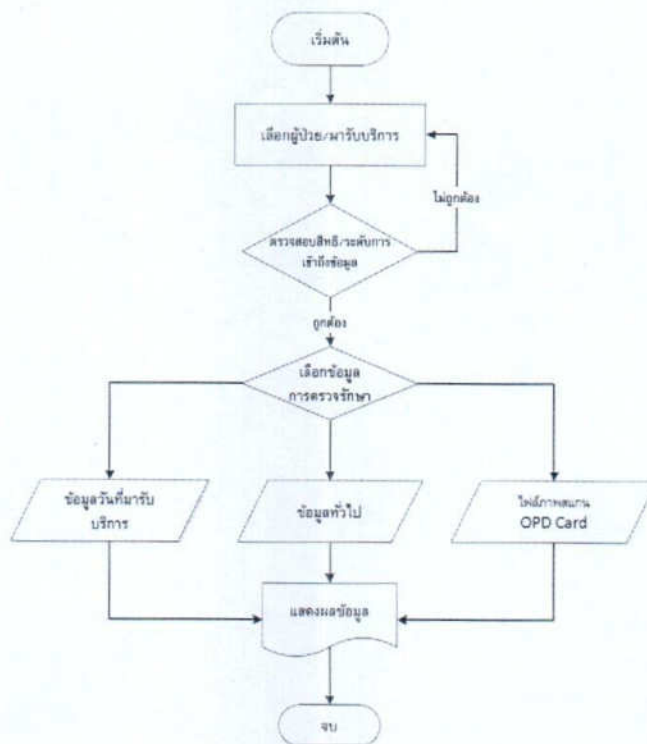 เริ่มต้น
เลือกผู้ป่วย/มารับบริการ
ไม่ถูกต้อง
ตรวจสอบสิทธิ/ระดับการ
เข้าถึงข้อมูล
ถูกต้อง
เลือกข้อมูล
การตรวจรักษา
ข้อมูลวันที่มารับ
บริการ
ข้อมูลทั่วไป
ไฟล์ภาพสแกน
OPD Card
แสดงผลข้อมูล
จบ